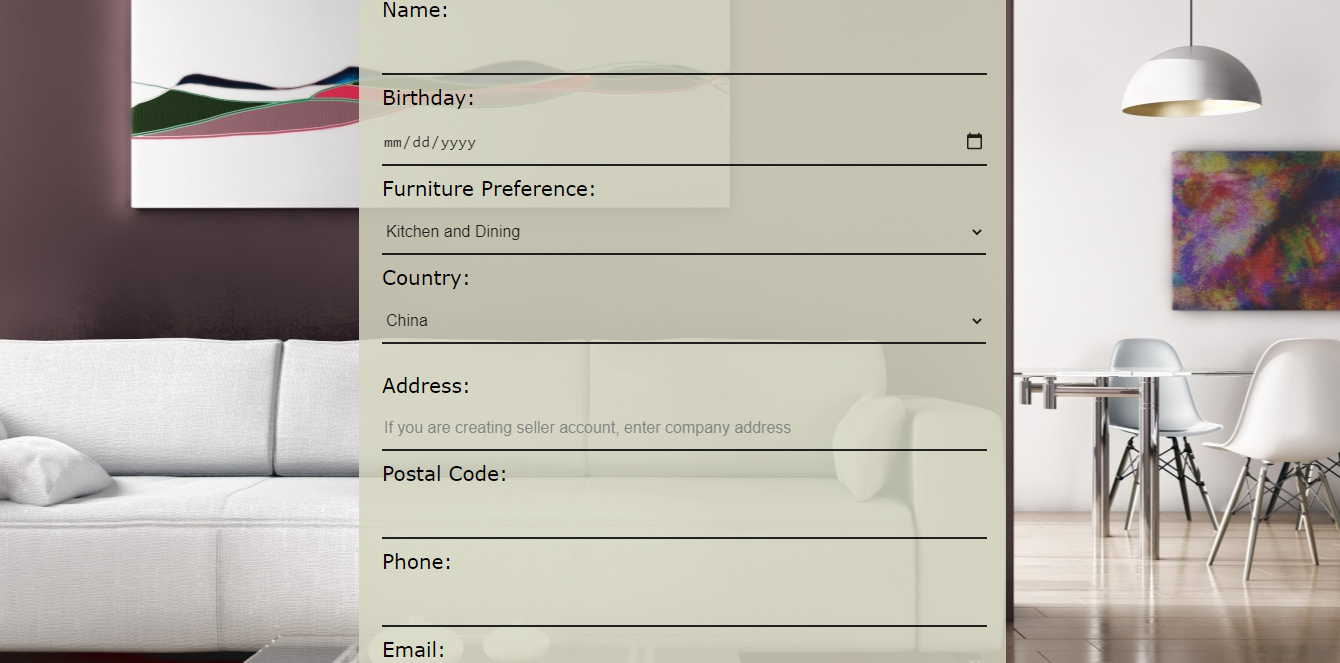 Name:
Birthday:
mm/dd/yyyy
Furniture Preference:
Kitchen and Dining
Country:
China
Address:
If you are creating seller account, enter company address
Postal Code:
Phone:
Email: